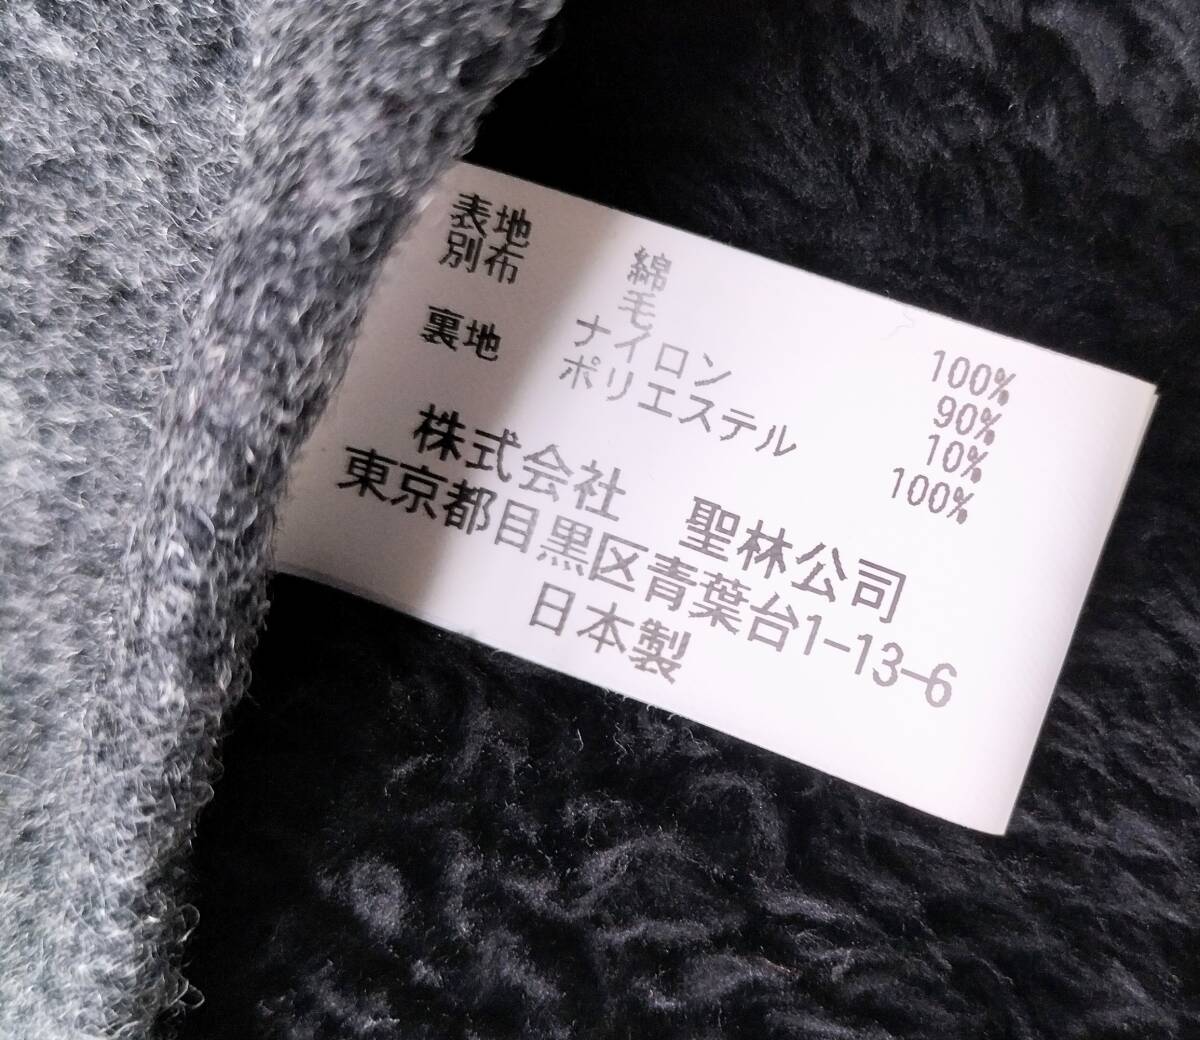 表地 綿 100%
別布 毛 90%
ナイロン 10%
裏地 ポリエステル 100%
株式会社 聖林公司
東京都目黒区青葉台1-13-6
日本製